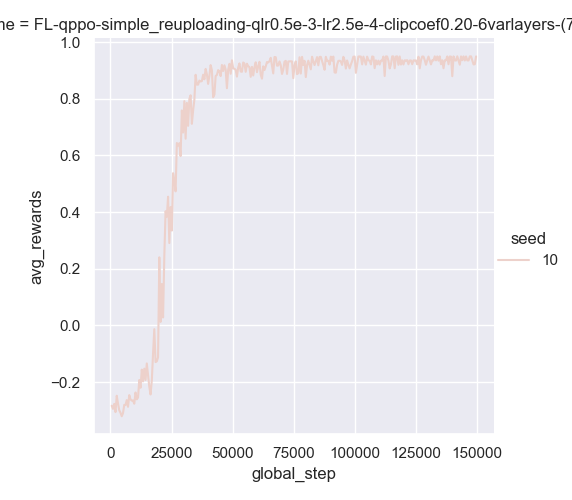 me = FL-qppo-simple_reuploading-qlr0.5e-3-lr2.5e-4-clipcoef0.20-6varlayers-(7
1.0
0.8
0.6
0.4
0.2
0.0
−0.2
avg_rewards
0 25000 50000 75000 100000 125000 150000
global_step
seed
10